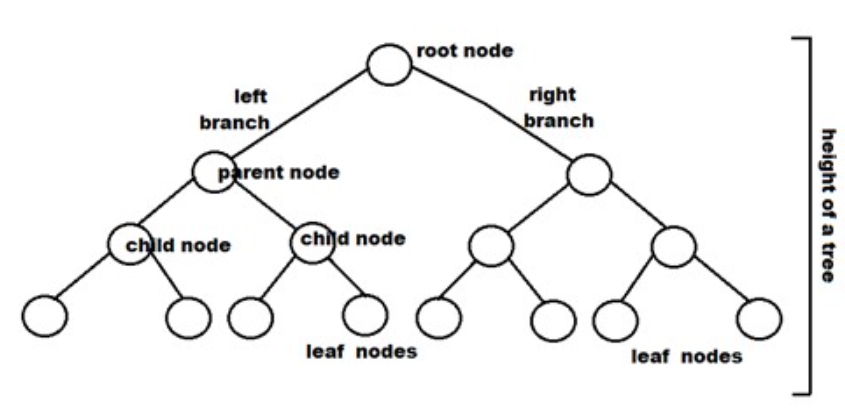 root node
left
branch
right
branch
parent node
child node
child node
leaf nodes
leaf nodes
height of a tree